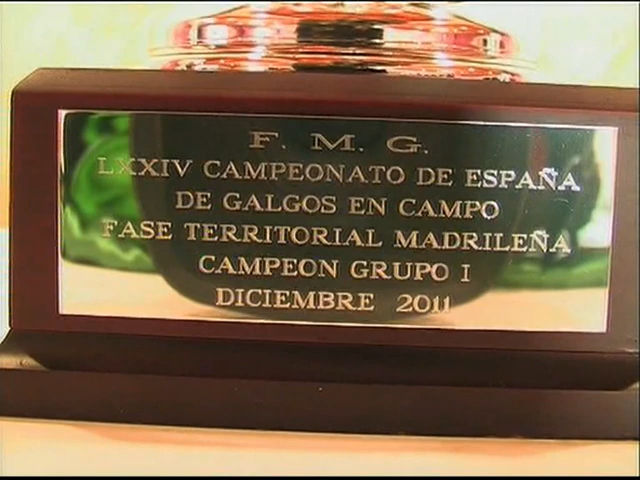 F. M. G.
LXXIV CAMPEONATO DE ESPAÑA
DE GALGOS EN CAMPO
FASE TERRITORIAL MADRILEÑA
CAMPEON GRUPO I
DICIEMBRE 2011